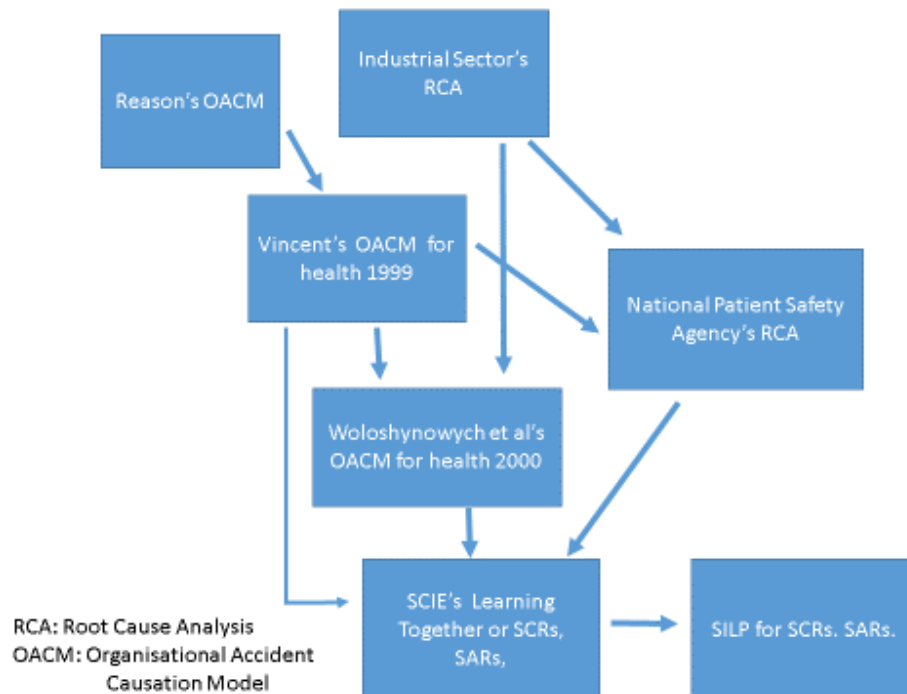 Industrial Sector's
RCA
Reason's OACM
Vincent's OACM for
health 1999
National Patient Safety
Agency's RCA
Woloshynowych et al's
OACM for health 2000
SCIE's Learning
Together or SCRs,
SARs,
SILP for SCRs. SARs.
RCA: Root Cause Analysis
OACM: Organisational Accident
Causation Model